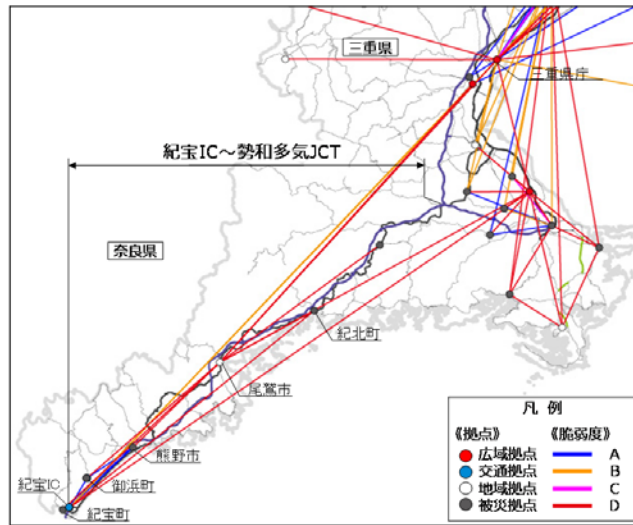 三重県
三重県庁
紀宝IC～勢和多気JCT
奈良県
紀北町
尾鷲市
熊野市
御浜町
紀宝IC
紀宝町
凡 例
《拠点》 《脆弱度》
広域拠点 A
交通拠点 B
地域拠点 C
被災拠点 D